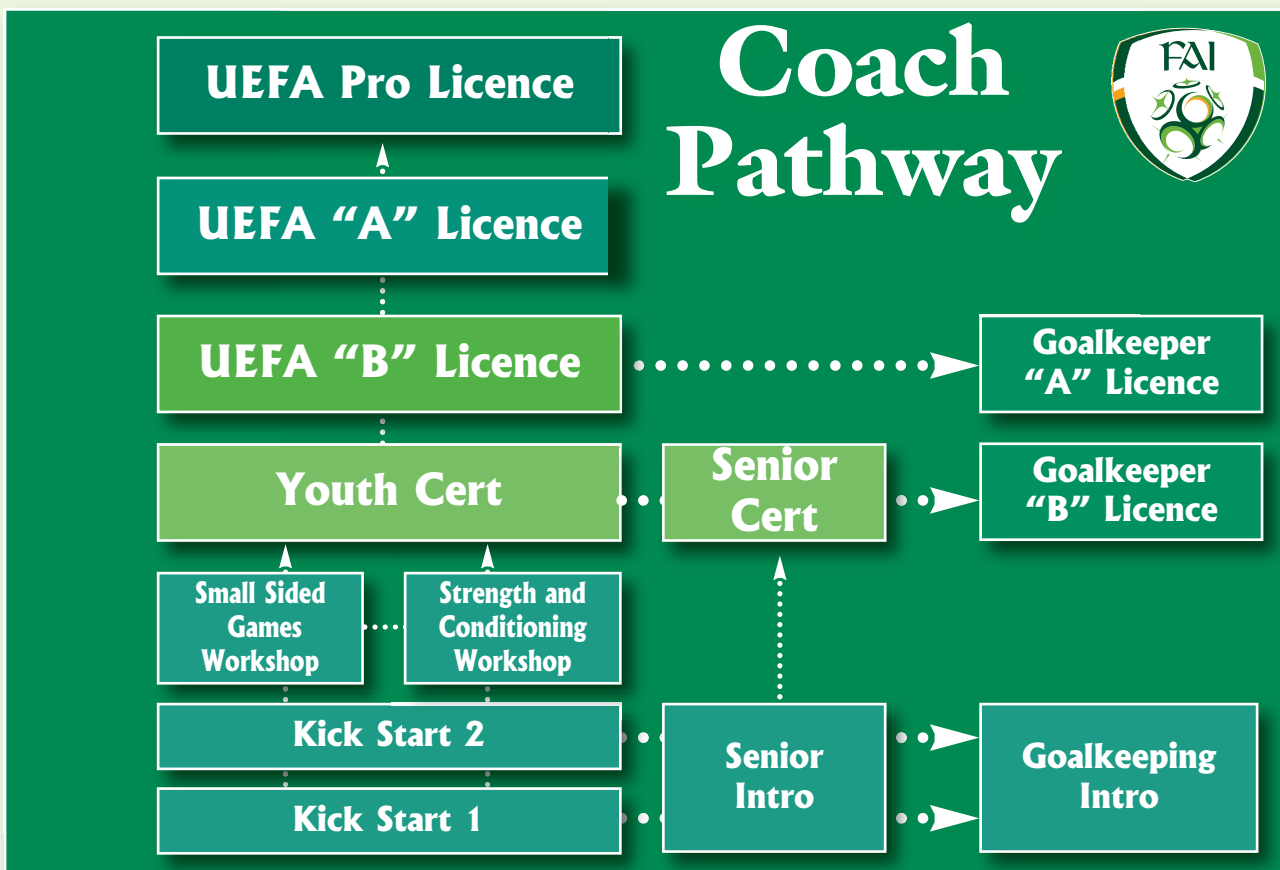 Coach
Pathway
FAI
UEFA Pro Licence
UEFA “A” Licence
UEFA “B” Licence
Goalkeeper
“A” Licence
Youth Cert
Senior
Cert
Goalkeeper
“B” Licence
Small Sided
Games
Workshop
Strength and
Conditioning
Workshop
Kick Start 2
Kick Start 1
Senior
Intro
Goalkeeping
Intro